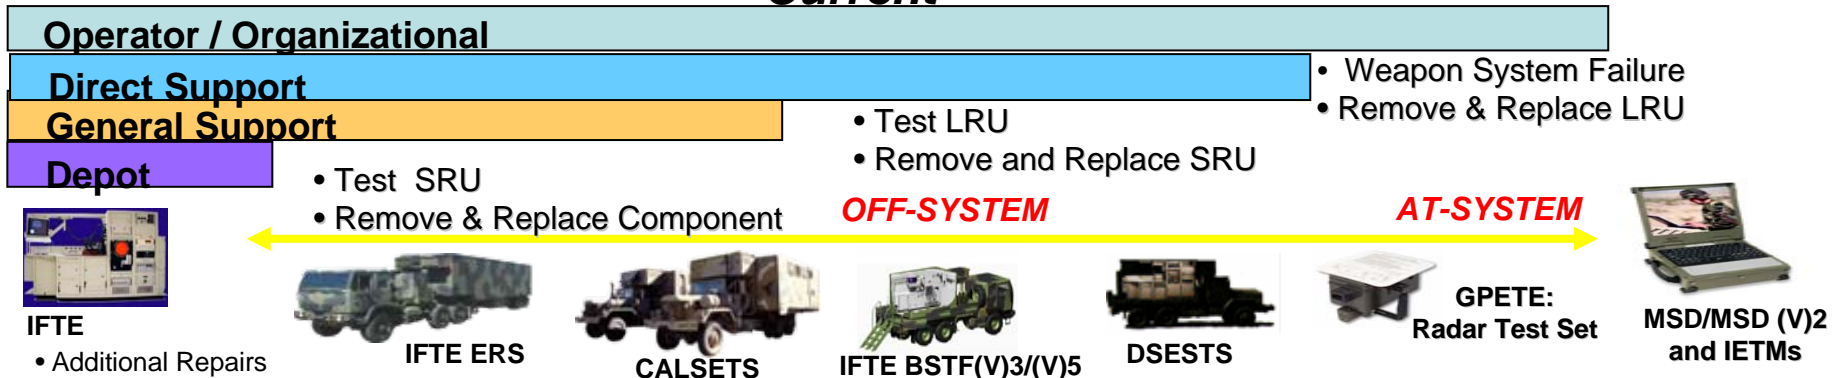 Current
Operator / Organizational
Direct Support
General Support
Depot
• Weapon System Failure
• Remove & Replace LRU
• Test LRU
• Remove and Replace SRU
• Test SRU
• Remove & Replace Component
OFF-SYSTEM
AT-SYSTEM
IFTE
• Additional Repairs
IFTE ERS
CALSETS
IFTE BSTF(V)3/(V)5
DSESTS
GPETE:
Radar Test Set
MSD/MSD (V)2
and IETMs